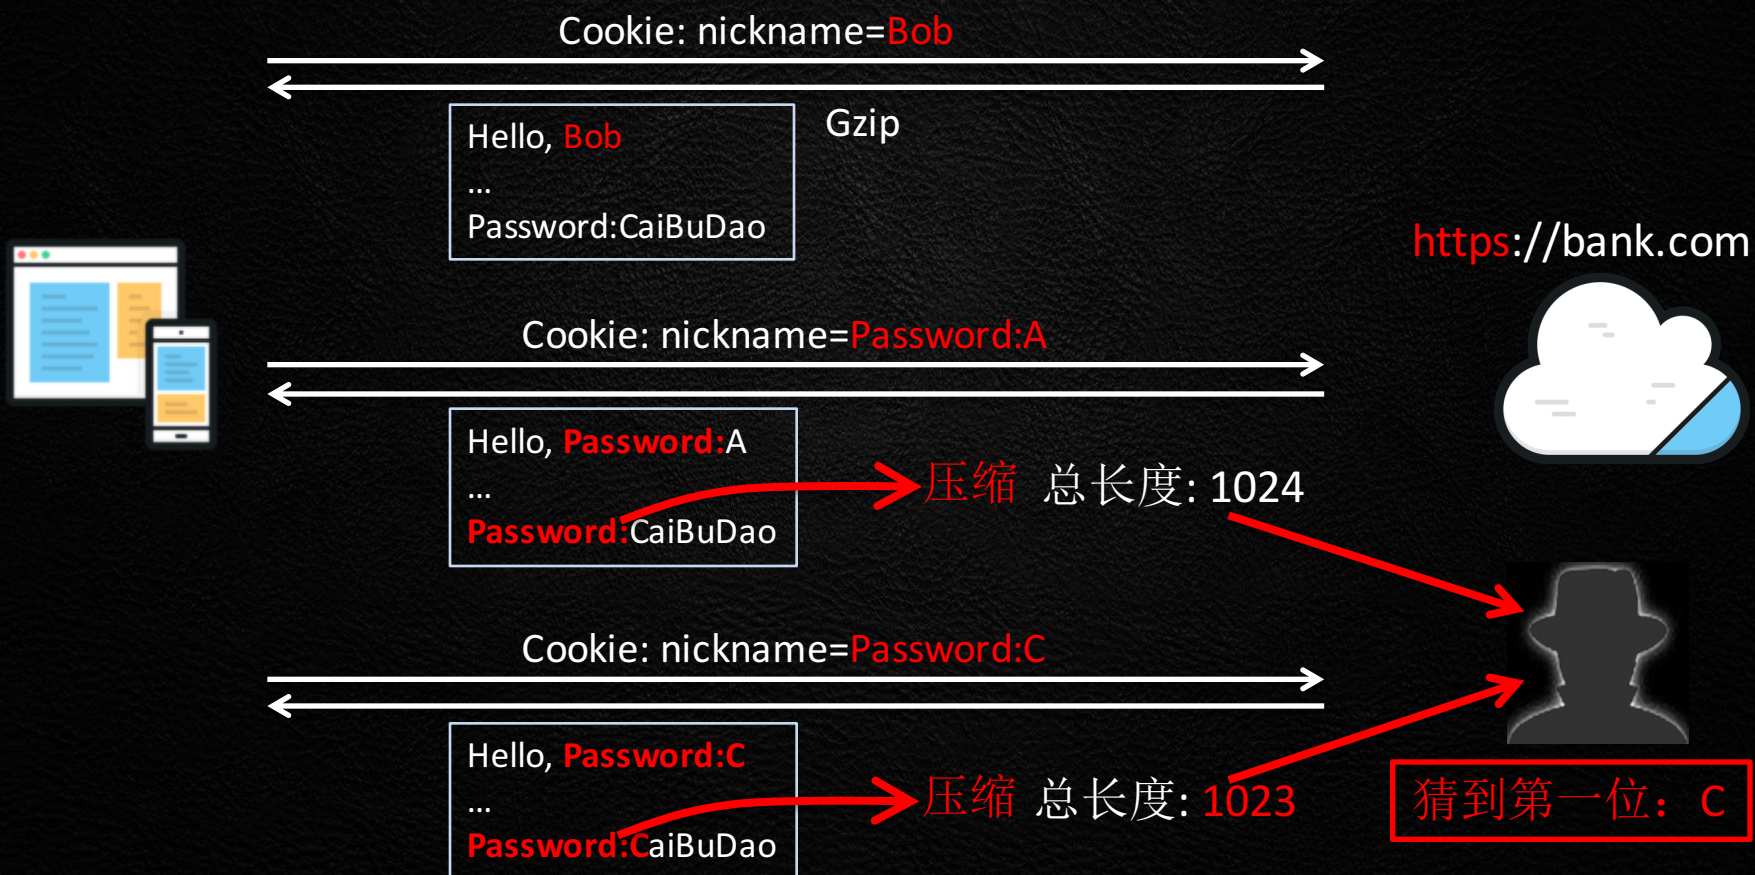 Cookie: nickname=Bob
Gzip
Hello, Bob
…
Password:CaiBuDao
https://bank.com
Cookie: nickname=Password:A
Hello, Password:A
…
Password:CaiBuDao
压缩 总长度: 1024
Cookie: nickname=Password:C
Hello, Password:C
…
Password:CaiBuDao
压缩 总长度: 1023
猜到第一位：C